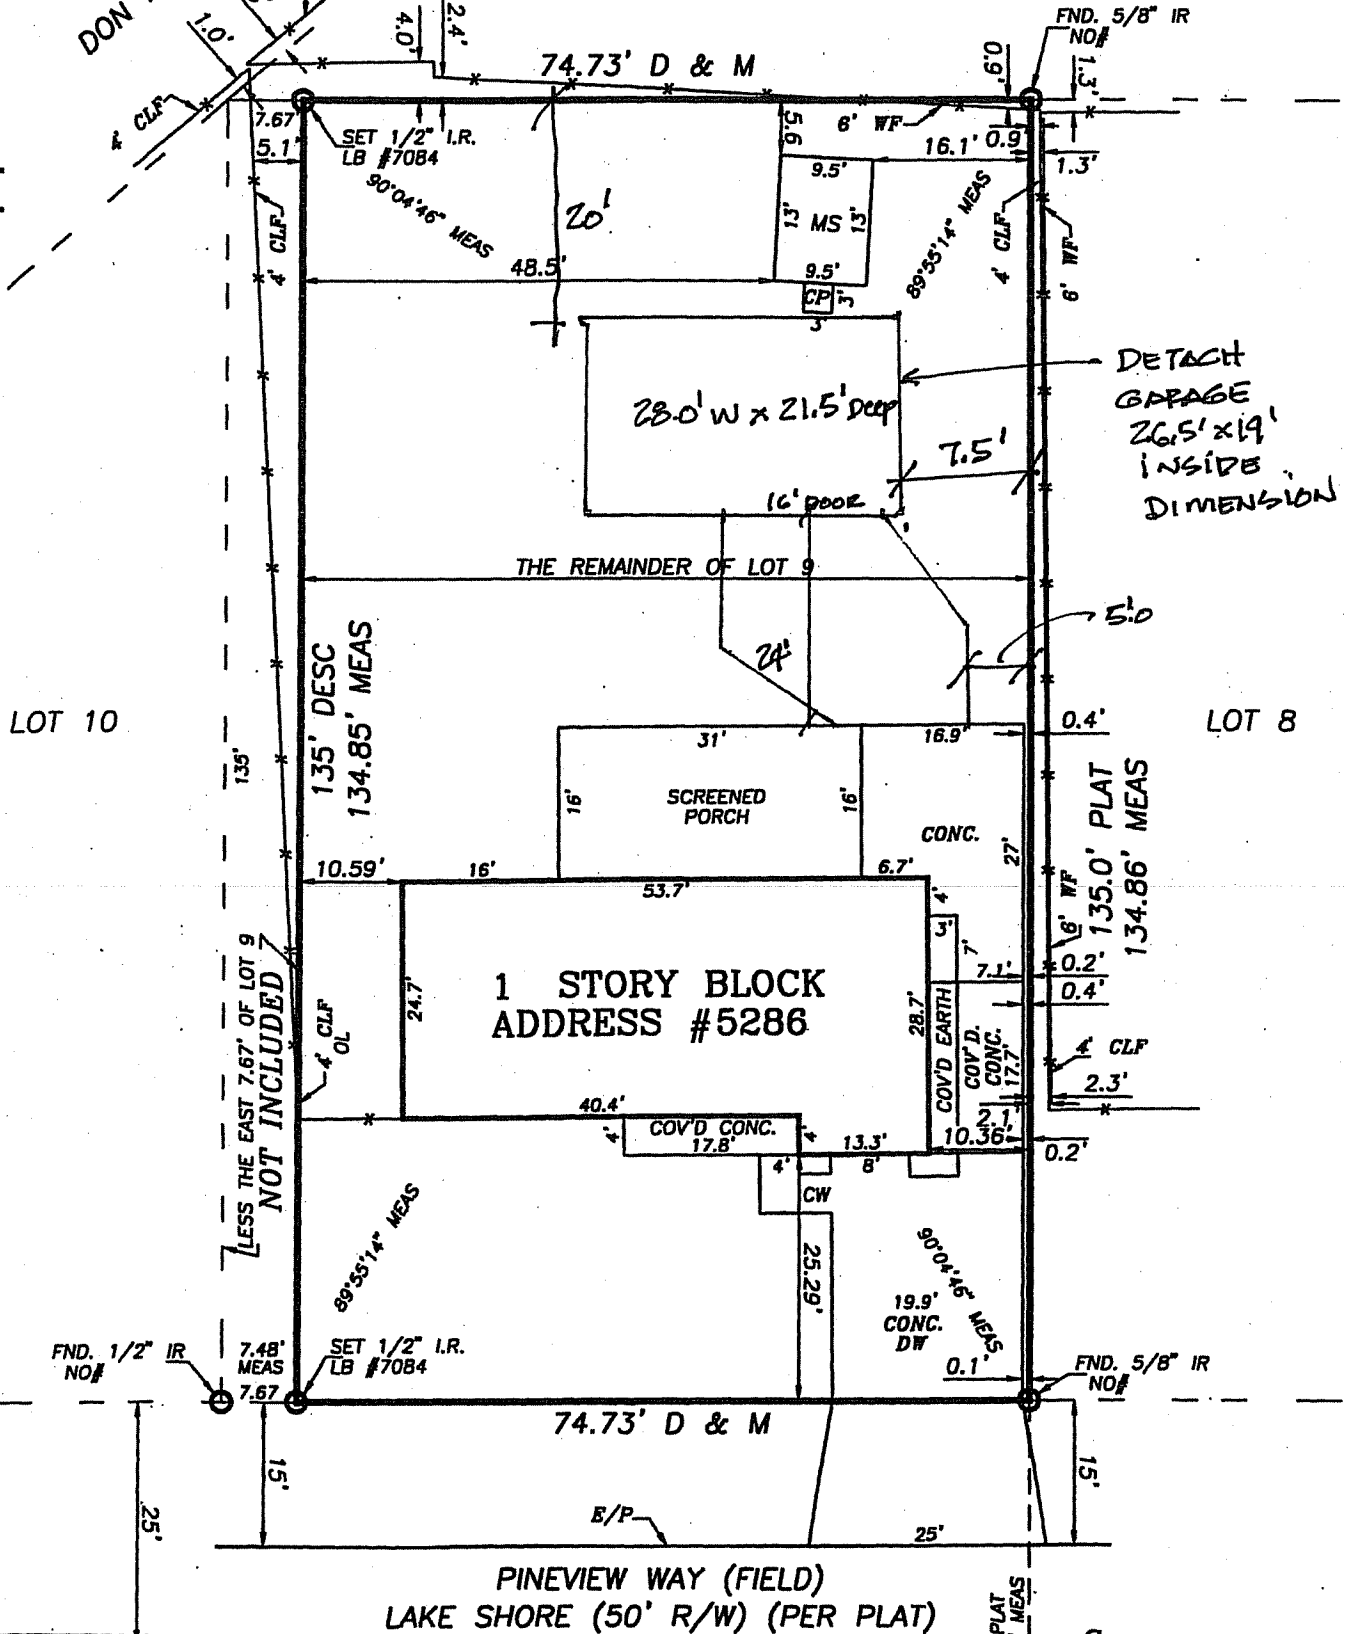 DON
1.0'
4.0'
2.4'
74.73' D & M
FND. 5/8" IR
NO#
0.9'
1.3'
4' CLF
7.67'
5.1'
SET 1/2" I.R.
LB #7084
90°04'46" MEAS
5.6
6' WF
16.1'
0.9'
1.3'
9.5'
13'
MS
13'
9.5'
CP
3'
3'
20'
48.5'
4' CLF
89°55'14" MEAS
4' CLF
WF
6'
28.0' W x 21.5' Deep
DETACH
GARAGE
26.5' x 19'
INSIDE
DIMENSION
7.5'
16' DOOR
THE REMAINDER OF LOT 9
5'.0
24'
135' DESC
134.85' MEAS
LOT 10
LOT 8
135'
31'
16.9'
0.4'
16'
SCREENED
PORCH
16'
CONC.
27'
135.0' PLAT
134.86' MEAS
10.59'
16'
53.7'
6.7'
4'
3'
7'
6' WF
7.1'
0.2'
0.4'
1 STORY BLOCK
ADDRESS #5286
24.7'
28.7'
COV'D EARTH
COV'D.
CONC.
17.7'
4' CLF
OL
LESS THE EAST 7.67' OF LOT 9
NOT INCLUDED
4' CLF
2.3'
2.1'
40.4'
4'
COV'D CONC.
17.8'
4'
13.3'
10.36'
0.2'
4'
8'
CW
89°55'14" MEAS
25.29'
90°04'46" MEAS
19.9'
CONC.
DW
FND. 1/2" IR
NO#
7.48'
MEAS
7.67
SET 1/2" I.R.
LB #7084
0.1'
FND. 5/8" IR
NO#
74.73' D & M
15'
15'
25'
E/P
25'
PINEVIEW WAY (FIELD)
LAKE SHORE (50' R/W) (PER PLAT)
PLAT
MEAS